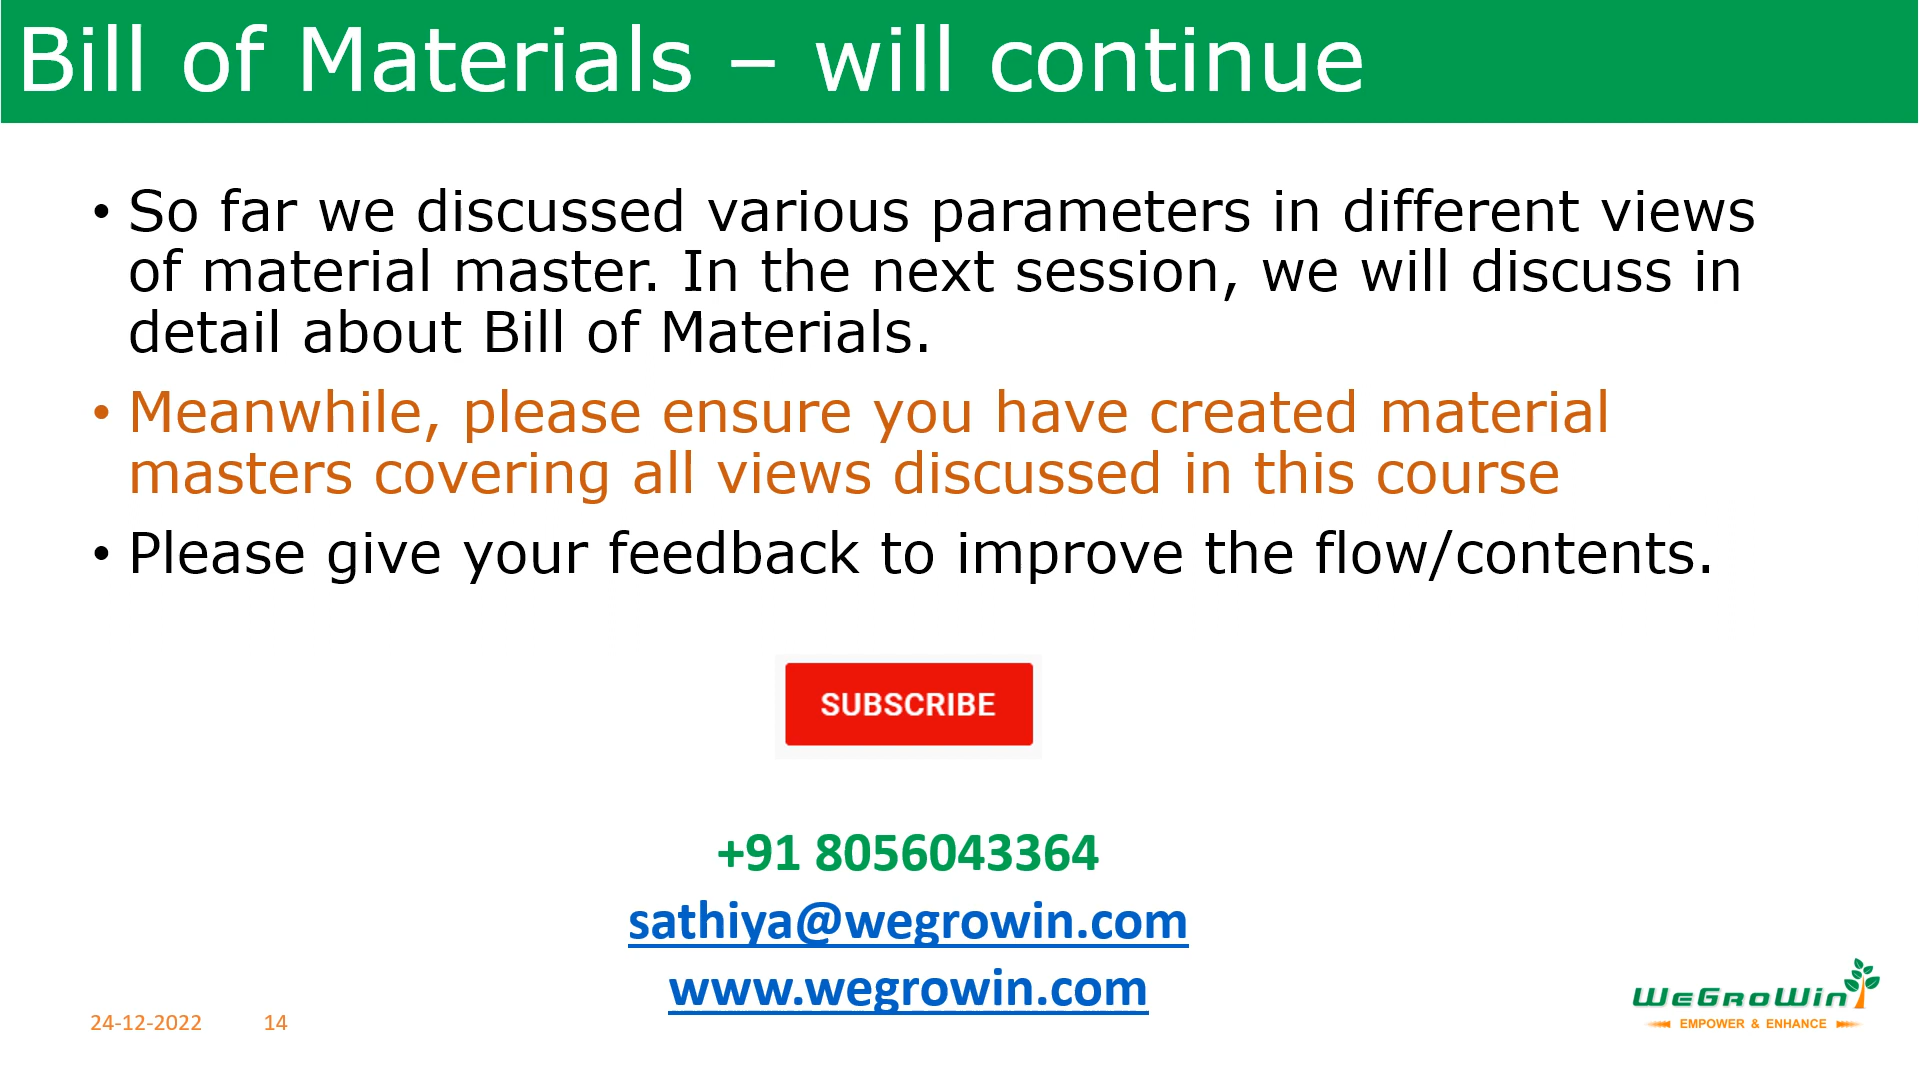 Bill of Materials – will continue
• So far we discussed various parameters in different views
of material master. In the next session, we will discuss in
detail about Bill of Materials.
• Meanwhile, please ensure you have created material
masters covering all views discussed in this course
• Please give your feedback to improve the flow/contents.
SUBSCRIBE
+91 8056043364
sathiya@wegrowin.com
www.wegrowin.com
24-12-2022 14
WeGroWin
EMPOWER & ENHANCE